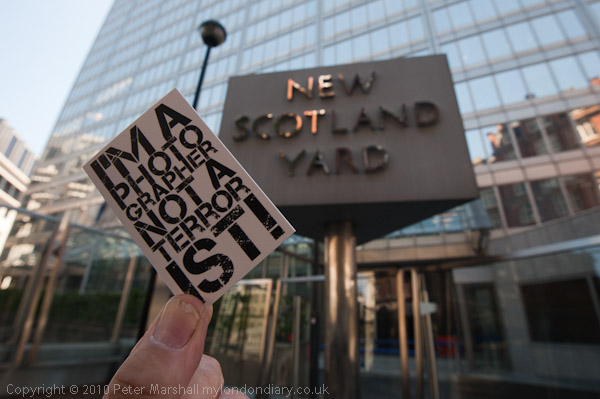 I'M A
PHOTO
GRAPHER
NOT A
TERROR
IST!
NEW
SCOTLAND
YARD
Copyright © 2010 Peter Marshall mylondondiary.co.uk